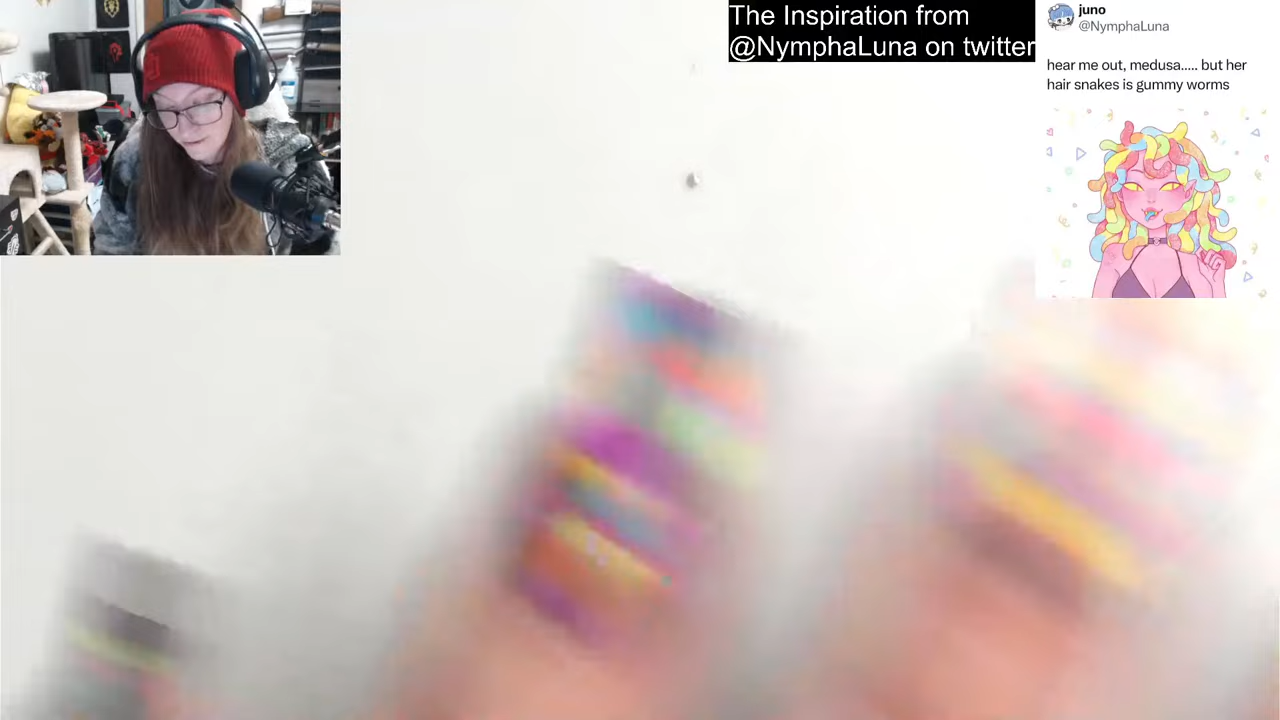 The Inspiration from
@NymphaLuna on twitter
juno
@NymphaLuna
hear me out, medusa..... but her
hair snakes is gummy worms